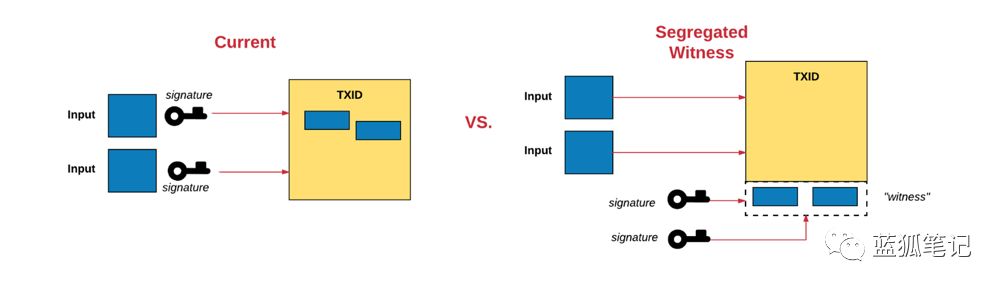 Current
Input
signature
Input
signature
TXID
VS.
Segregated
Witness
Input
Input
TXID
signature
signature
"witness"
蓝狐笔记